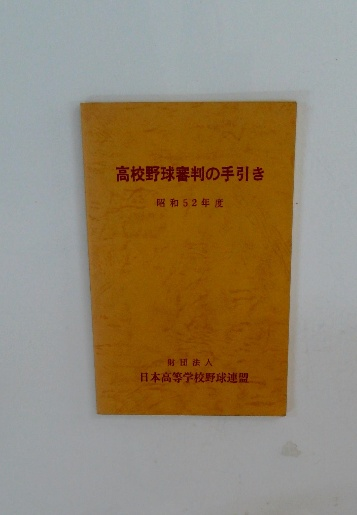 高校野球審判の手引き
昭和52年度
財団法人
日本高等学校野球連盟